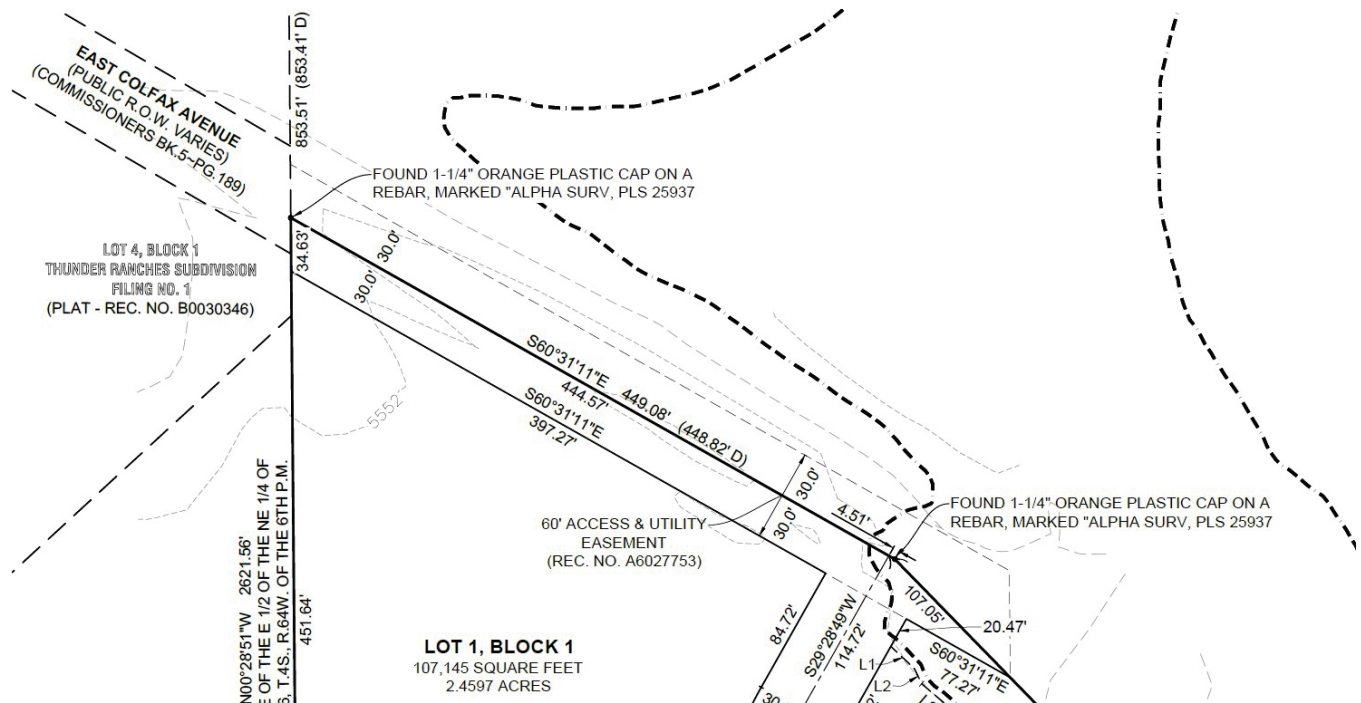 EAST COLFAX AVENUE
(PUBLIC R.O.W. VARIES)
(COMMISSIONERS BK.5~PG.189)
853.51' (853.41' D)
FOUND 1-1/4" ORANGE PLASTIC CAP ON A
REBAR, MARKED "ALPHA SURV, PLS 25937
34.63'
30.0'
30.0'
LOT 4, BLOCK 1
THUNDER RANCHES SUBDIVISION
FILING NO. 1
(PLAT - REC. NO. B0030346)
S60°31'11"E 449.08' (448.82' D)
444.57'
S60°31'11"E
397.27'
5552'
30.0'
30.0'
60' ACCESS & UTILITY
EASEMENT
(REC. NO. A6027753)
4.51'
FOUND 1-1/4" ORANGE PLASTIC CAP ON A
REBAR, MARKED "ALPHA SURV, PLS 25937
N00°28'51"W 2621.56'
E OF THE E 1/2 OF THE NE 1/4 OF
, T.4S., R.64W. OF THE 6TH P.M.
451.64'
LOT 1, BLOCK 1
107,145 SQUARE FEET
2.4597 ACRES
84.72'
S29°28'49"W
114.72'
107.05'
20.47'
S60°31'11"E
77.27'
L1
L2
30.